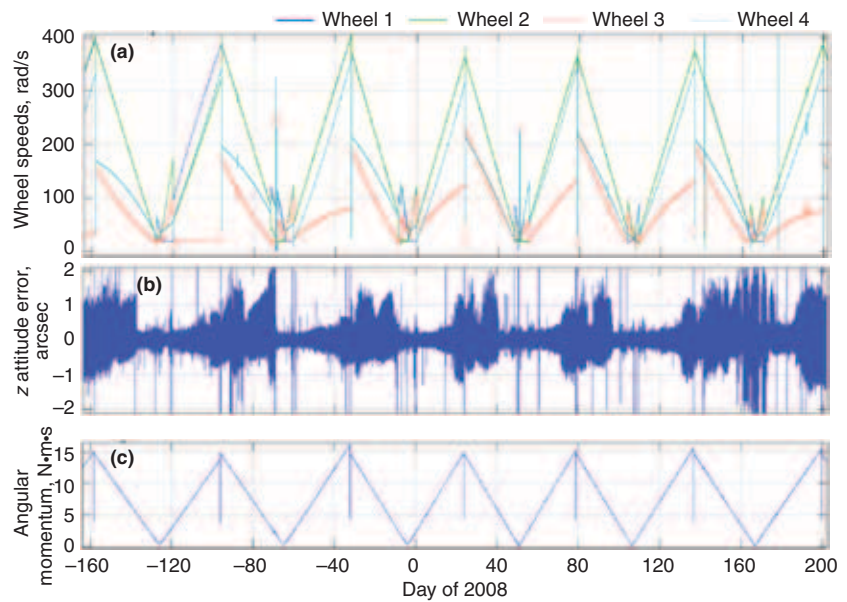 Wheel 1 Wheel 2 Wheel 3 Wheel 4
(a)
Wheel speeds, rad/s
400
300
200
100
0
(b)
z attitude error,
arcsec
2
1
0
−1
−2
(c)
Angular
momentum, N•m•s
15
10
5
0
−160 −120 −80 −40 0 40 80 120 160 200
Day of 2008